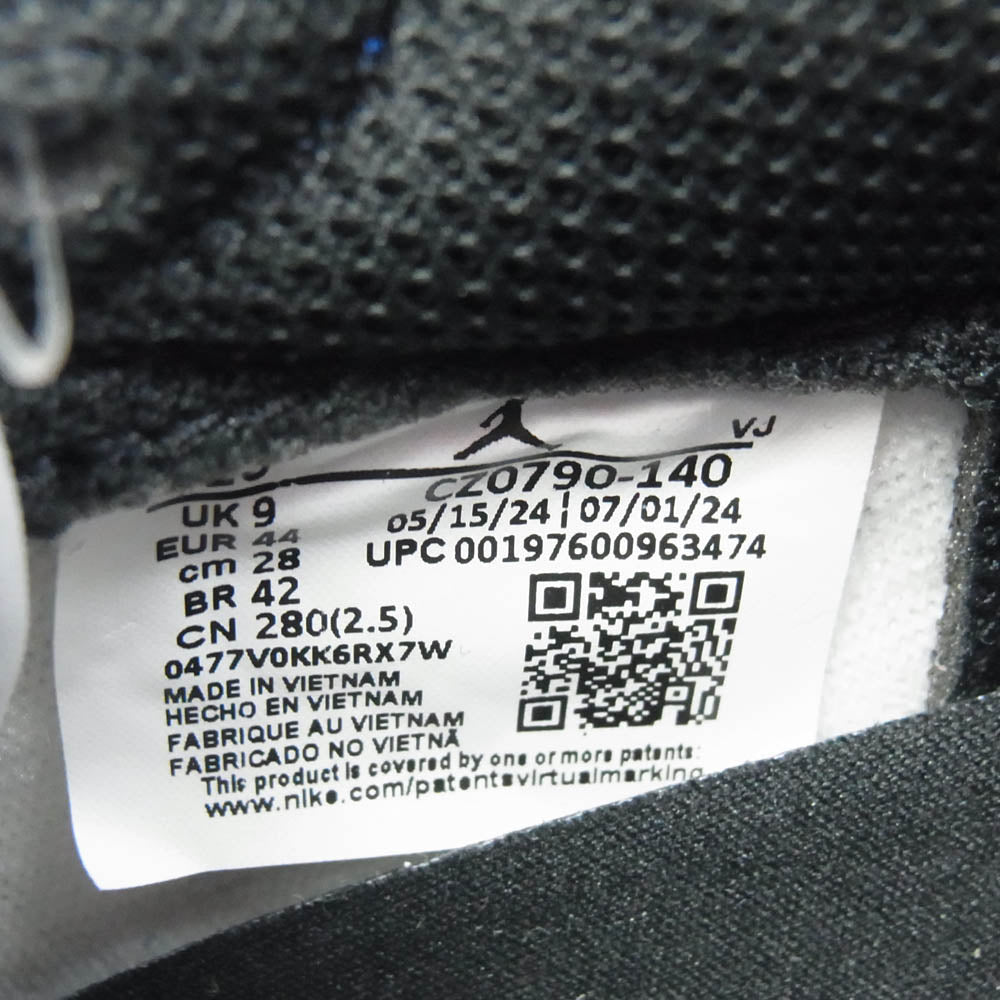 VJ
CZ0790-140
UK 9
05/15/24 | 07/01/24
EUR 44
UPC 00197600963474
cm 28
BR 42
CN 280(2.5)
0477V0KK6RX7W
MADE IN VIETNAM
HECHO EN VIETNAM
FABRIQUE AU VIETNAM
FABRICADO NO VIETNÃ
This product is covered by one or more patents:
www.nike.com/patentsvirtualmarking